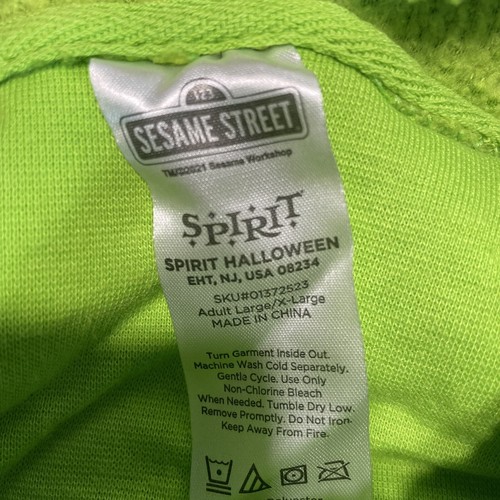 123
SESAME STREET
TM/©2021 Sesame Workshop
SPIRIT
SPIRIT HALLOWEEN
EHT, NJ, USA 08234
SKU#01372523
Adult Large/X-Large
MADE IN CHINA
Turn Garment Inside Out.
Machine Wash Cold Separately.
Gentle Cycle. Use Only
Non-Chlorine Bleach
When Needed. Tumble Dry Low.
Remove Promptly. Do Not Iron.
Keep Away From Fire.